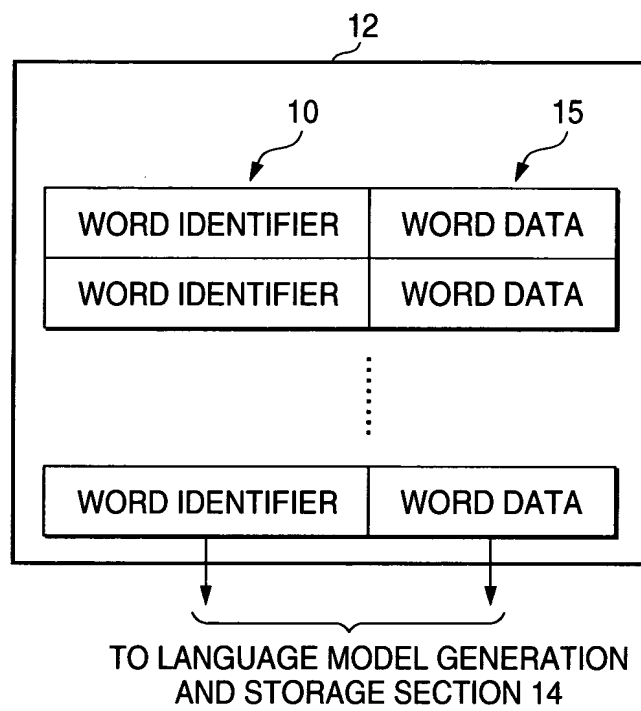 12
10 15
WORD IDENTIFIER WORD DATA
WORD IDENTIFIER WORD DATA
WORD IDENTIFIER WORD DATA
TO LANGUAGE MODEL GENERATION
AND STORAGE SECTION 14